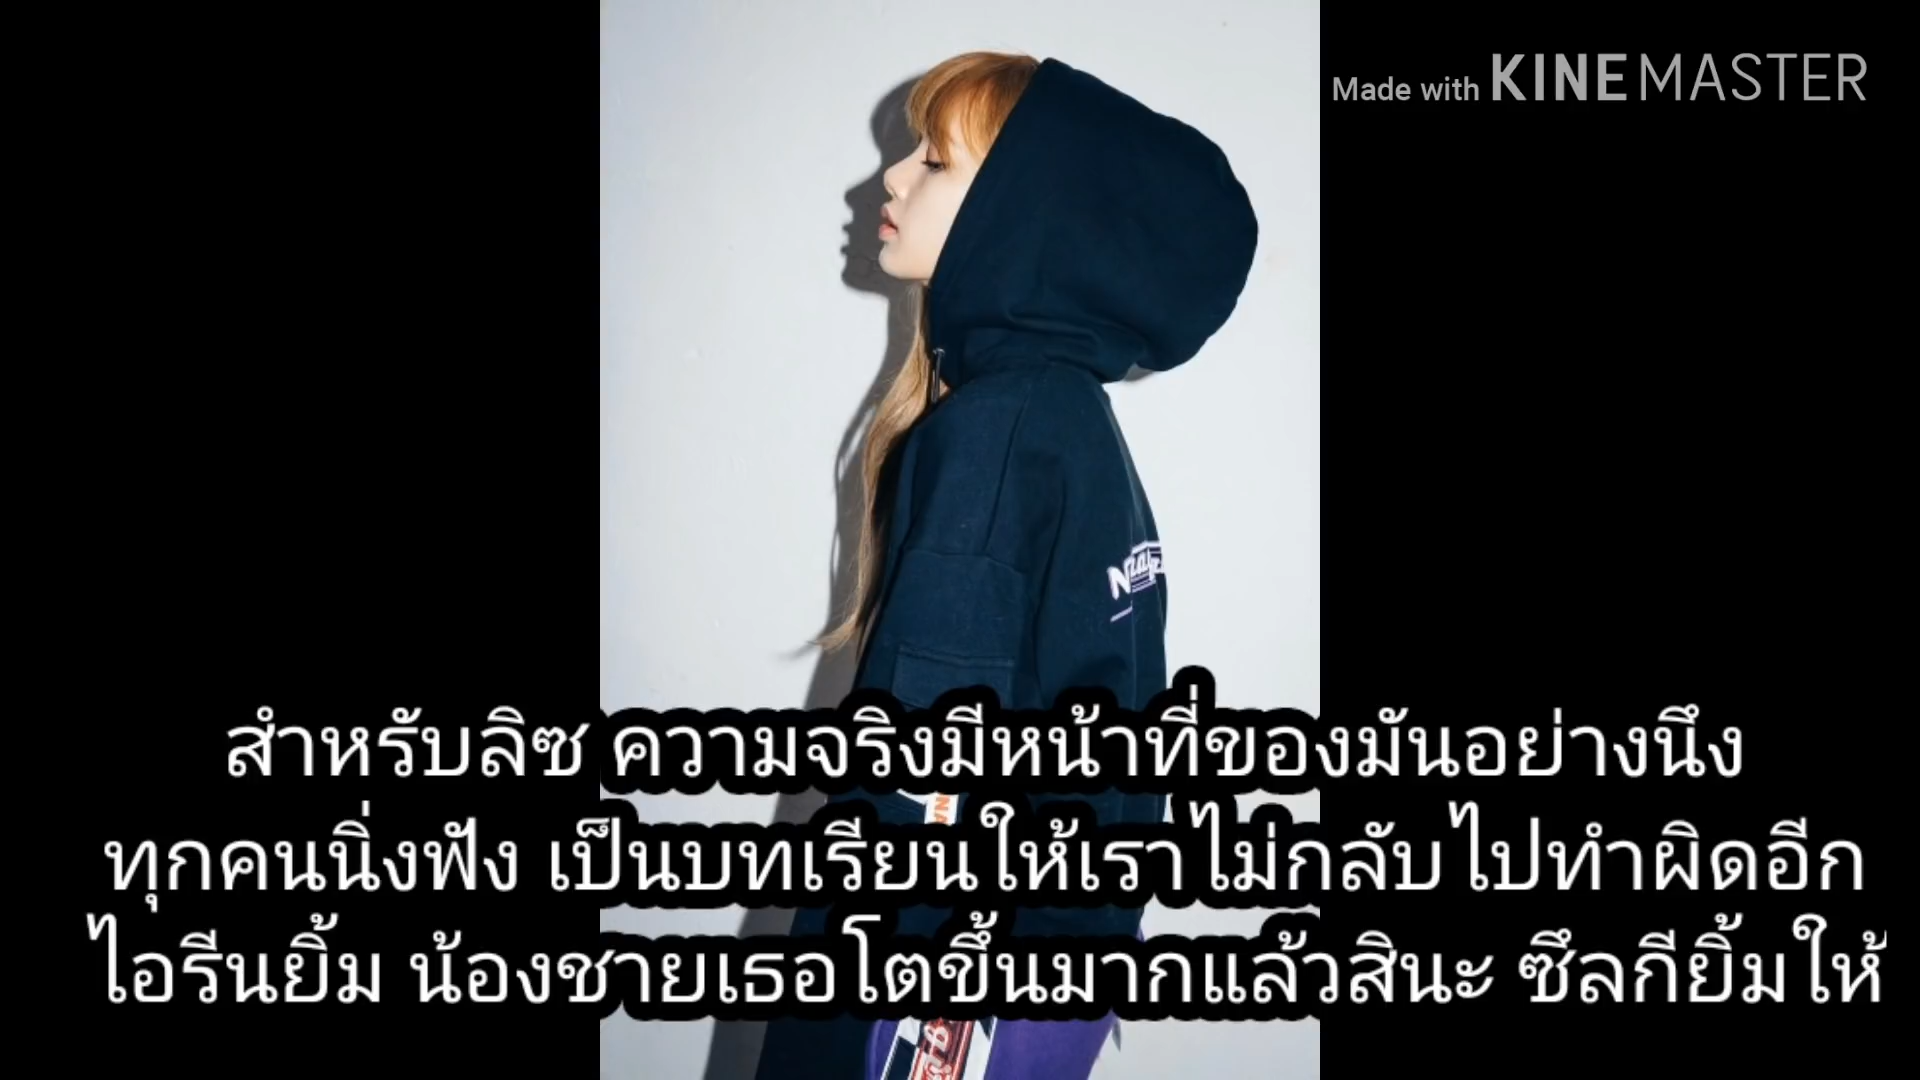 Made with KINEMASTER
สำหรับลิซ ความจริงมีหน้าที่ของมันอย่างนึง
ทุกคนนิ่งฟัง เป็นบทเรียนให้เราไม่กลับไปทำผิดอีก
ไอรีนยิ้ม น้องชายเธอโตขึ้นมากแล้วสินะ ซึลกียิ้มให้